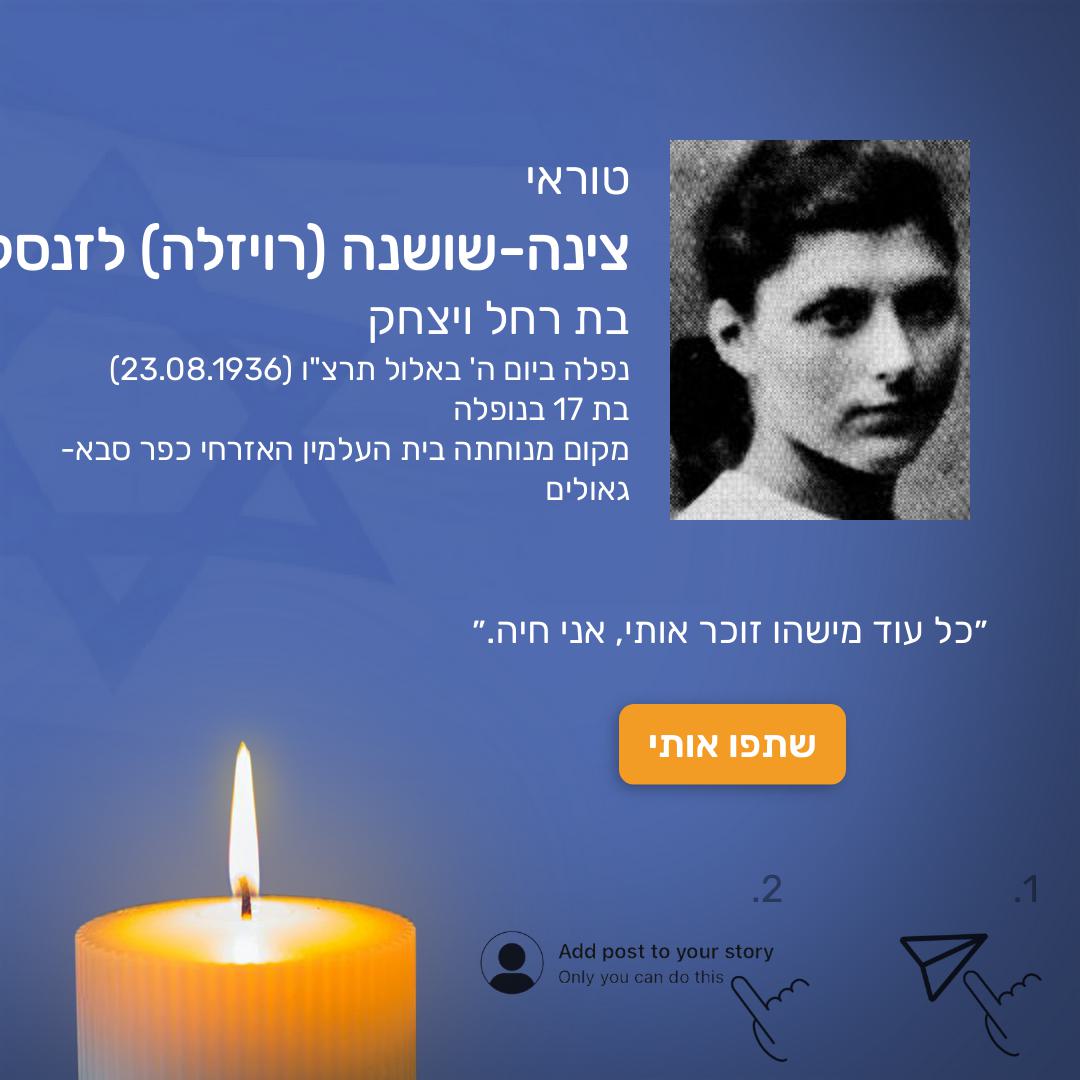 טוראי
צינה-שושנה (רויזלה)
בת רחל ויצחק
נפלה ביום ה' באלול תרצ"ו (23.08.1936)
בת 17 בנופלה
מקום מנוחתה בית העלמין האזרחי כפר סבא-
גאולים
״כל עוד מישהו זוכר אותי, אני חיה.״
שתפו אותי
.1
.2
Add post to your story
Only you can do this